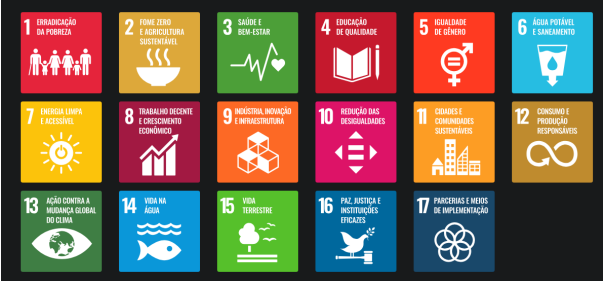 1 ERRADICAÇÃO
DA POBREZA
2 FOME ZERO
E AGRICULTURA
SUSTENTÁVEL
3 SAÚDE E
BEM-ESTAR
4 EDUCAÇÃO
DE QUALIDADE
5 IGUALDADE
DE GÊNERO
6 ÁGUA POTÁVEL
E SANEAMENTO
7 ENERGIA LIMPA
E ACESSÍVEL
8 TRABALHO DECENTE
E CRESCIMENTO
ECONÔMICO
9 INDÚSTRIA, INOVAÇÃO
E INFRAESTRUTURA
10 REDUÇÃO DAS
DESIGUALDADES
11 CIDADES E
COMUNIDADES
SUSTENTÁVEIS
12 CONSUMO E
PRODUÇÃO
RESPONSÁVEIS
13 AÇÃO CONTRA A
MUDANÇA GLOBAL
DO CLIMA
14 VIDA NA
ÁGUA
15 VIDA
TERRESTRE
16 PAZ, JUSTIÇA E
INSTITUIÇÕES
EFICAZES
17 PARCERIAS E MEIOS
DE IMPLEMENTAÇÃO